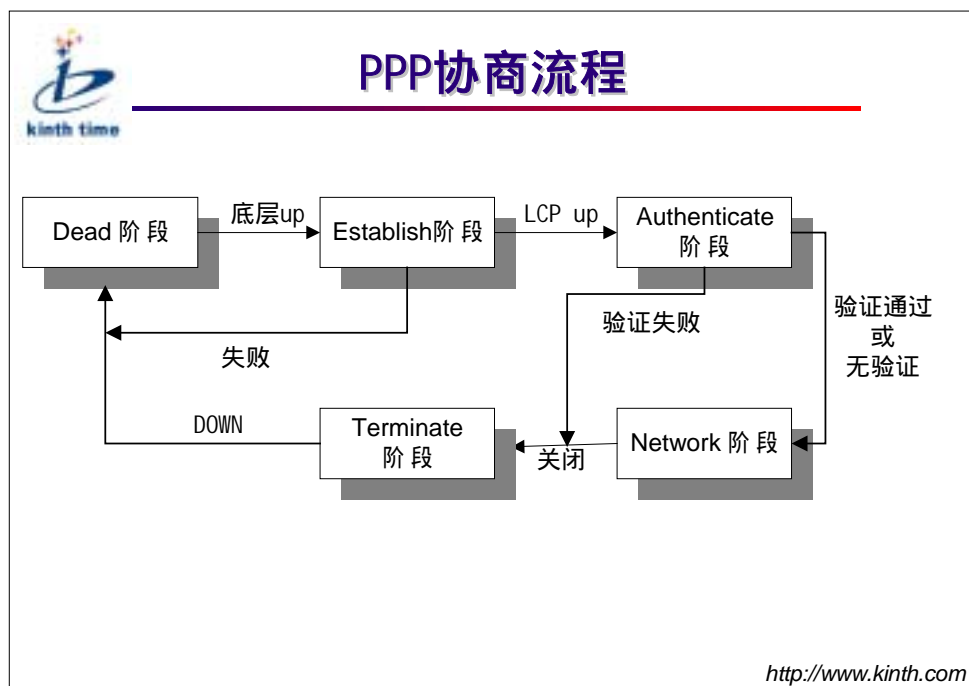 PPP协商流程
kinth time
Dead 阶段
底层up
Establish阶段
LCP up
Authenticate
阶段
失败
验证失败
验证通过
或
无验证
DOWN
Terminate
阶段
关闭
Network 阶段
http://www.kinth.com